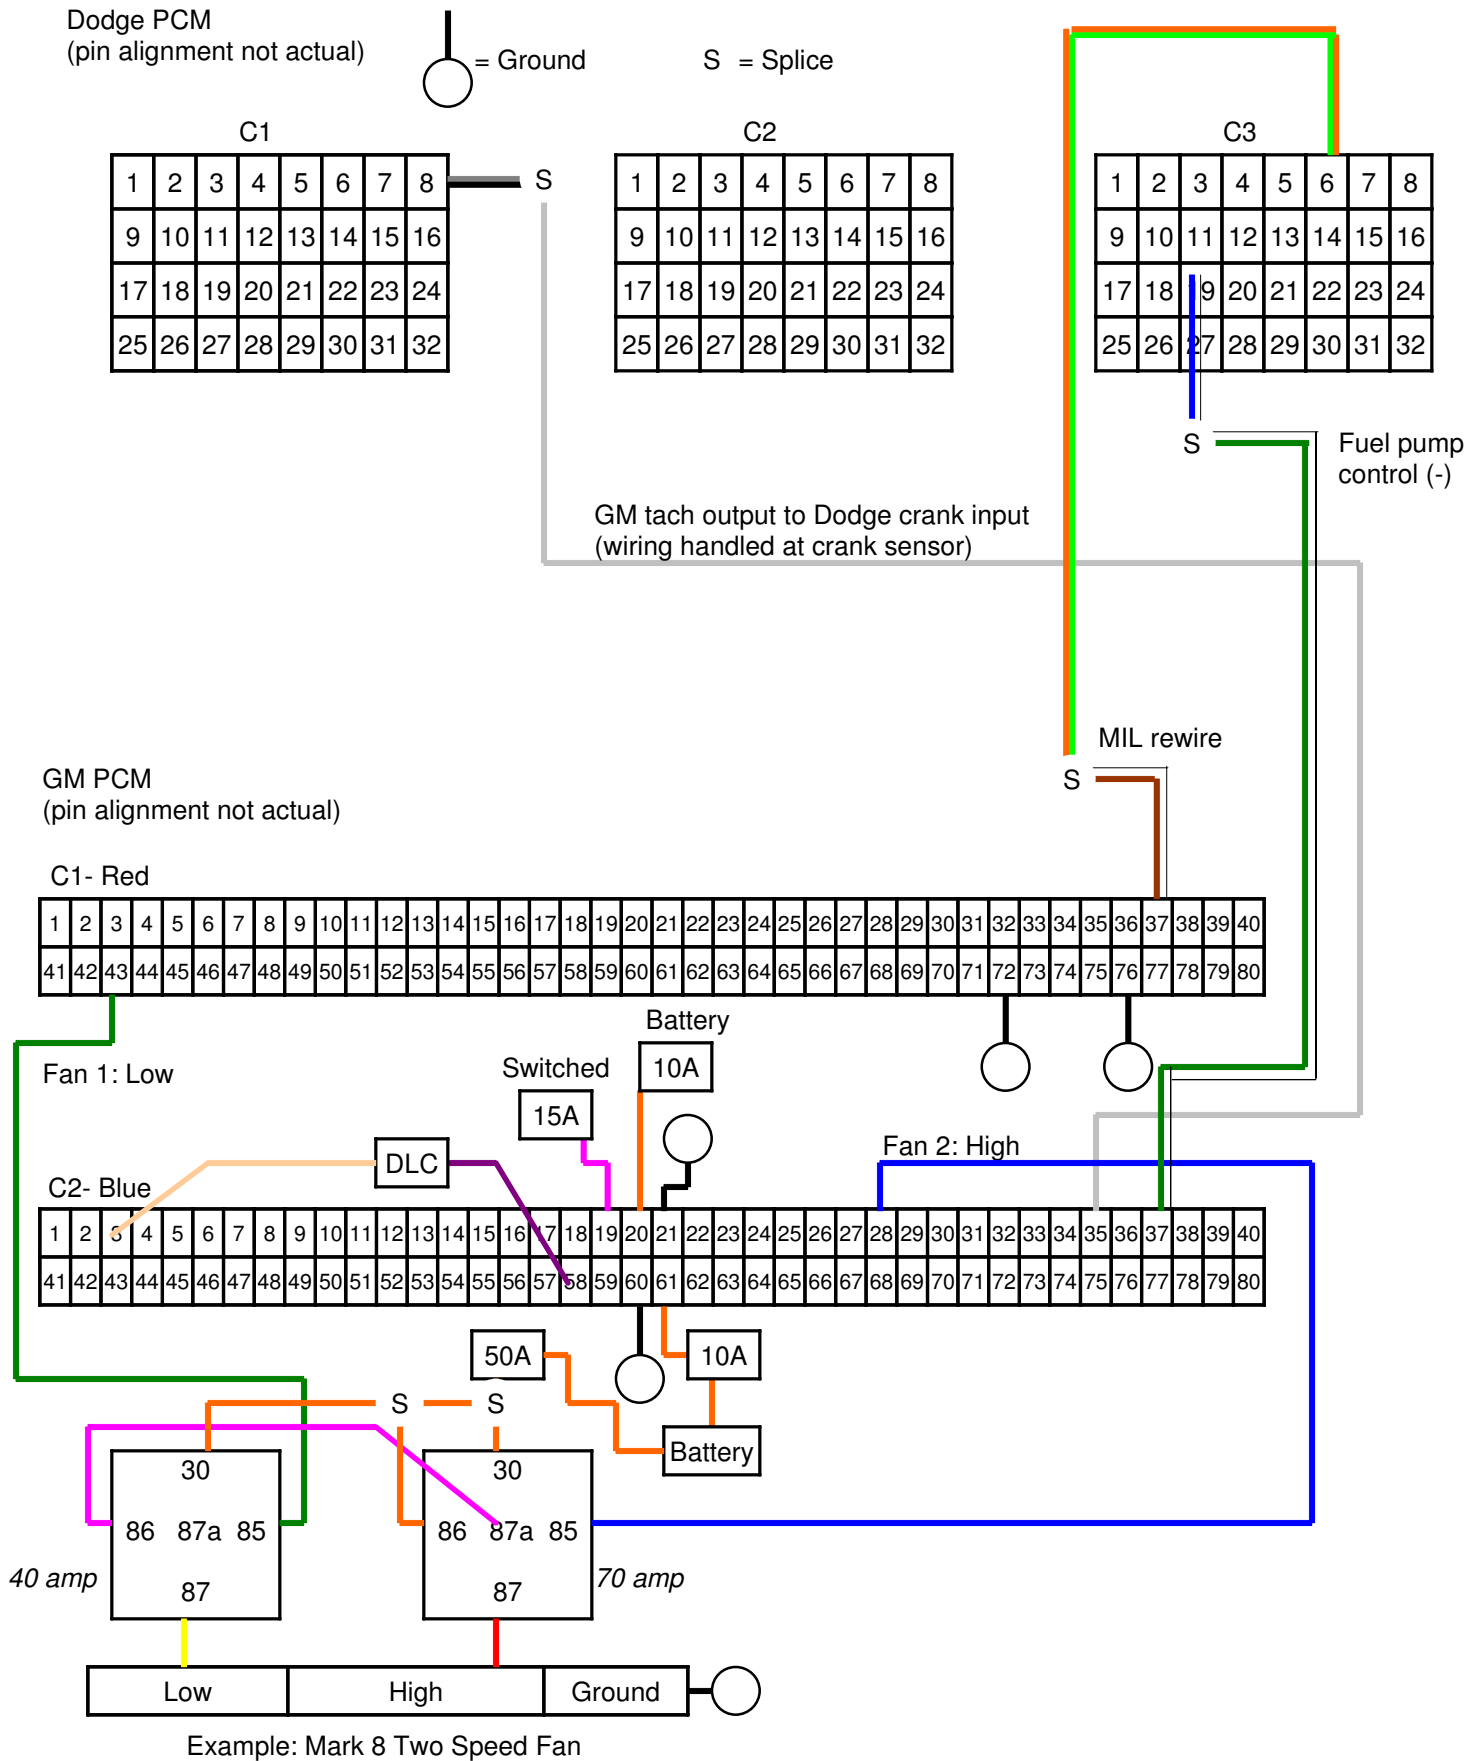 Dodge PCM
(pin alignment not actual)
= Ground
S = Splice
C1
C2
C3
1 2 3 4 5 6 7 8
9 10 11 12 13 14 15 16
17 18 19 20 21 22 23 24
25 26 27 28 29 30 31 32
S
1 2 3 4 5 6 7 8
9 10 11 12 13 14 15 16
17 18 19 20 21 22 23 24
25 26 27 28 29 30 31 32
1 2 3 4 5 6 7 8
9 10 11 12 13 14 15 16
17 18 19 20 21 22 23 24
25 26 27 28 29 30 31 32
S
Fuel pump
control (-)
GM tach output to Dodge crank input
(wiring handled at crank sensor)
MIL rewire
S
GM PCM
(pin alignment not actual)
C1- Red
1 2 3 4 5 6 7 8 9 10 11 12 13 14 15 16 17 18 19 20 21 22 23 24 25 26 27 28 29 30 31 32 33 34 35 36 37 38 39 40
41 42 43 44 45 46 47 48 49 50 51 52 53 54 55 56 57 58 59 60 61 62 63 64 65 66 67 68 69 70 71 72 73 74 75 76 77 78 79 80
Battery
10A
Switched
15A
Fan 1: Low
DLC
Fan 2: High
C2- Blue
1 2 3 4 5 6 7 8 9 10 11 12 13 14 15 16 17 18 19 20 21 22 23 24 25 26 27 28 29 30 31 32 33 34 35 36 37 38 39 40
41 42 43 44 45 46 47 48 49 50 51 52 53 54 55 56 57 58 59 60 61 62 63 64 65 66 67 68 69 70 71 72 73 74 75 76 77 78 79 80
50A
10A
S
S
Battery
30
86 87a 85
87
40 amp
30
86 87a 85
87
70 amp
Low
High
Ground
Example: Mark 8 Two Speed Fan